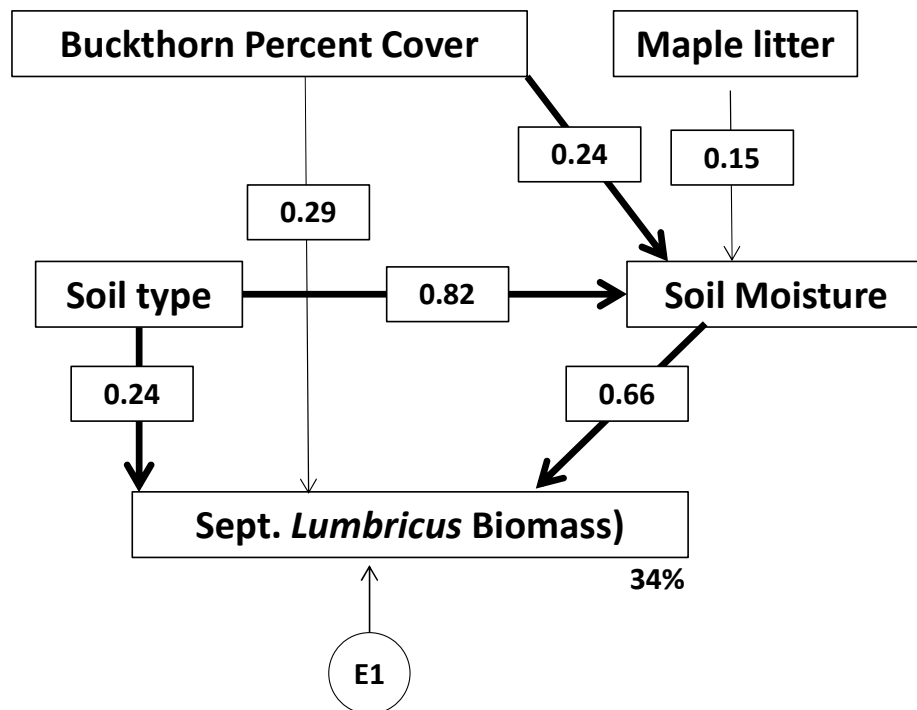 Buckthorn Percent Cover
Maple litter
0.24
0.15
0.29
Soil type
0.82
Soil Moisture
0.24
0.66
Sept. Lumbricus Biomass)
34%
E1